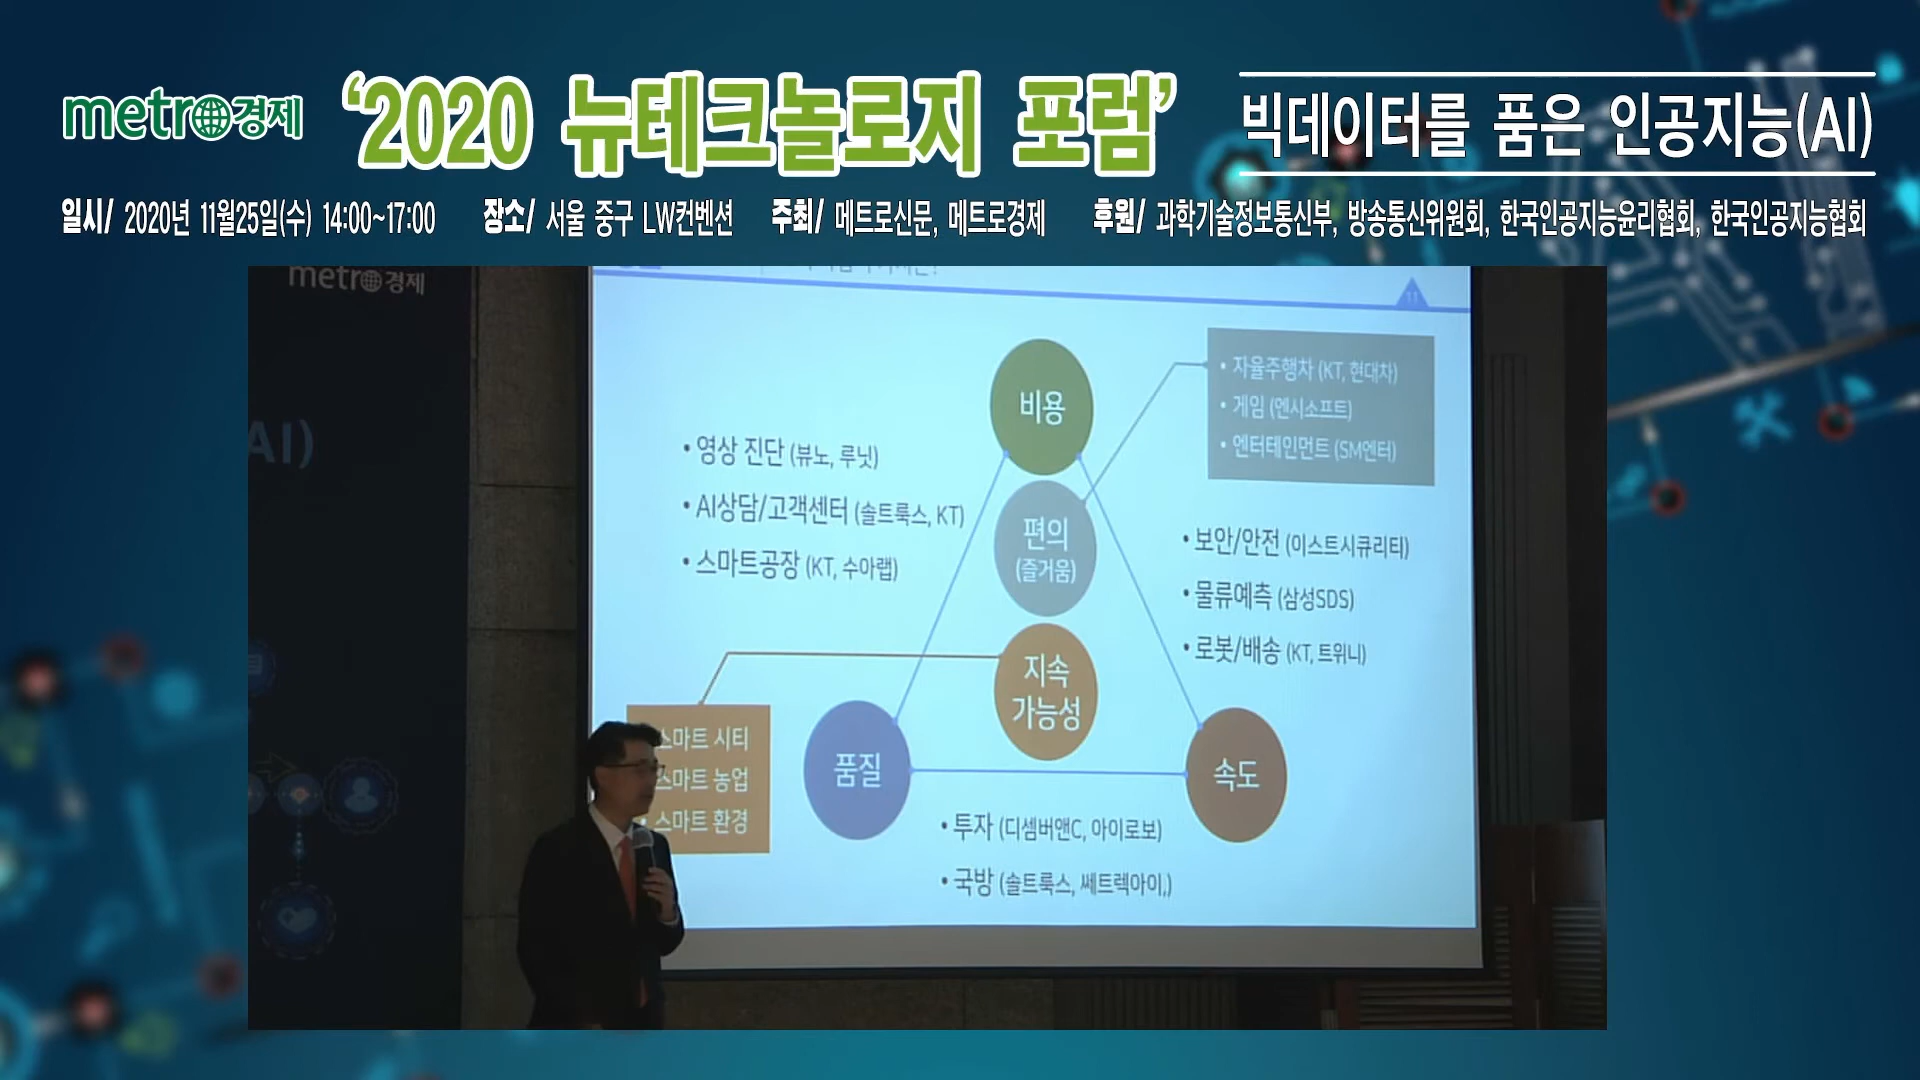 metro경제
‘2020 뉴테크놀로지 포럼’
빅데이터를 품은 인공지능(AI)
일시/ 2020년 11월25일(수) 14:00~17:00 장소/ 서울 중구 LW컨벤션 주최/ 메트로신문, 메트로경제 후원/ 과학기술정보통신부, 방송통신위원회, 한국인공지능윤리협회, 한국인공지능협회
metro경제
AI)
11
비용
• 자율주행차 (KT, 현대차)
• 게임 (엔시소프트)
• 엔터테인먼트 (SM엔터)
• 영상 진단 (뷰노, 루닛)
• AI상담/고객센터 (솔트룩스, KT)
• 스마트공장 (KT, 수아랩)
편의
(즐거움)
• 보안/안전 (이스트시큐리티)
• 물류예측 (삼성SDS)
• 로봇/배송 (KT, 트위니)
지속
가능성
스마트 시티
스마트 농업
• 스마트 환경
품질
속도
• 투자 (디셈버앤C, 아이로보)
• 국방 (솔트룩스, 쎄트렉아이,)